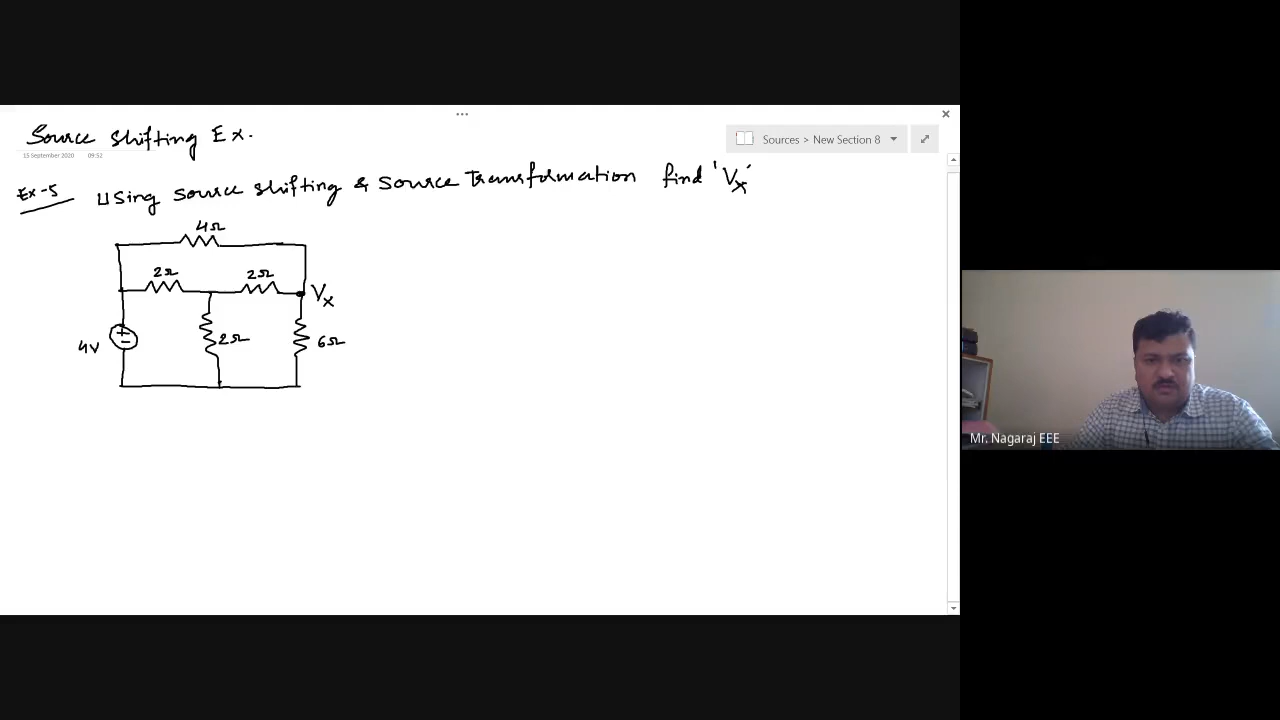 Source Shifting Ex.
15 September 2020 09:52
Sources > New Section 8
Ex-5 Using source shifting & source transformation find 'Vx'
4Ω
2Ω 2Ω
Vx
4V + - 2Ω 6Ω
Mr. Nagaraj EEE